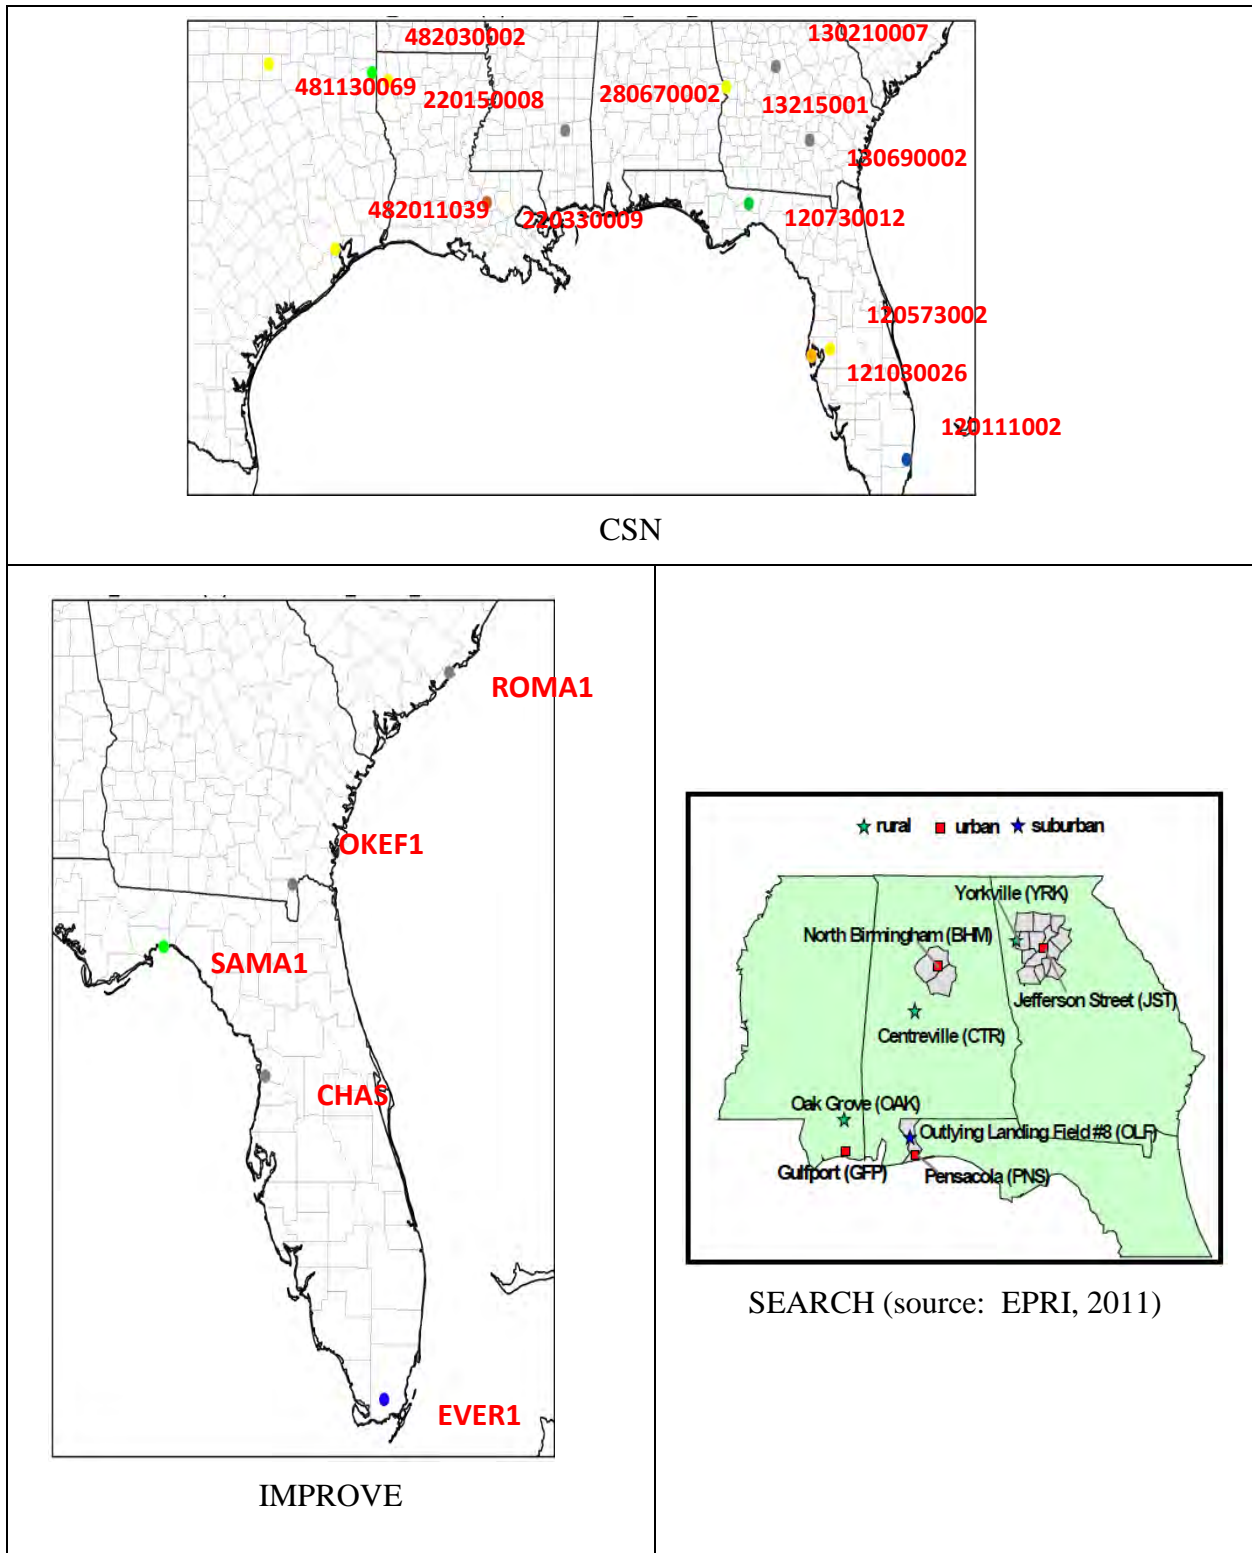 482030002
130210007
481130069
220150008
280670002
13215001
130690002
482011039
220330009
120730012
120573002
121030026
120111002
CSN
ROMA1
OKEF1
SAMA1
CHAS
EVER1
IMPROVE
rural urban suburban
Yorkville (YRK)
North Birmingham (BHM)
Jefferson Street (JST)
Centreville (CTR)
Oak Grove (OAK)
Outlying Landing Field #8 (OLF)
Gulfport (GFP)
Pensacola (PNS)
SEARCH (source: EPRI, 2011)